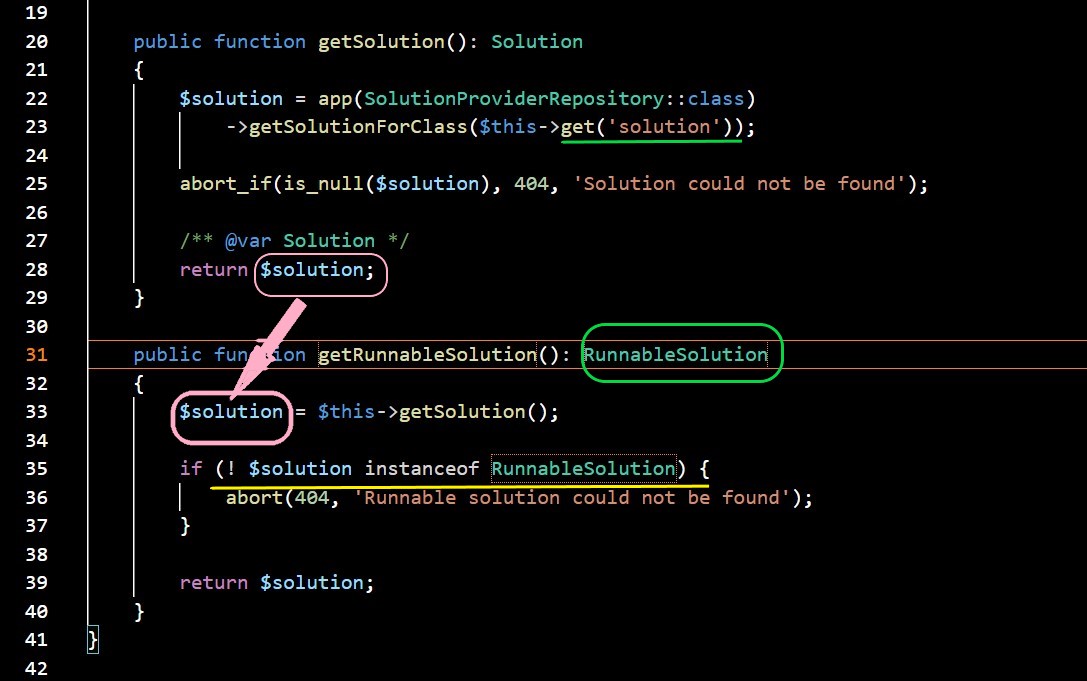 19
20 public function getSolution(): Solution
21 {
22 $solution = app(SolutionProviderRepository::class)
23 ->getSolutionForClass($this->get('solution'));
24
25 abort_if(is_null($solution), 404, 'Solution could not be found');
26
27 /** @var Solution */
28 return $solution;
29 }
30
31 public function getRunnableSolution(): RunnableSolution
32 {
33 $solution = $this->getSolution();
34
35 if (! $solution instanceof RunnableSolution) {
36 abort(404, 'Runnable solution could not be found');
37 }
38
39 return $solution;
40 }
41 }
42